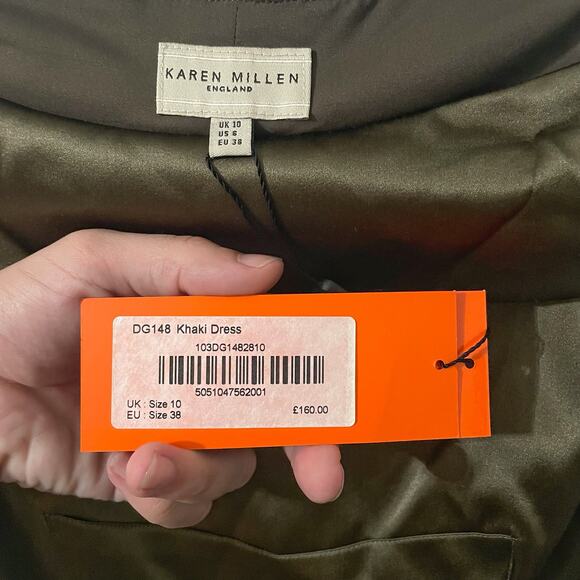 KAREN MILLEN
ENGLAND
UK 10
US 6
EU 38
DG148 Khaki Dress
103DG1482810
5051047562001
UK : Size 10
EU : Size 38
£160.00